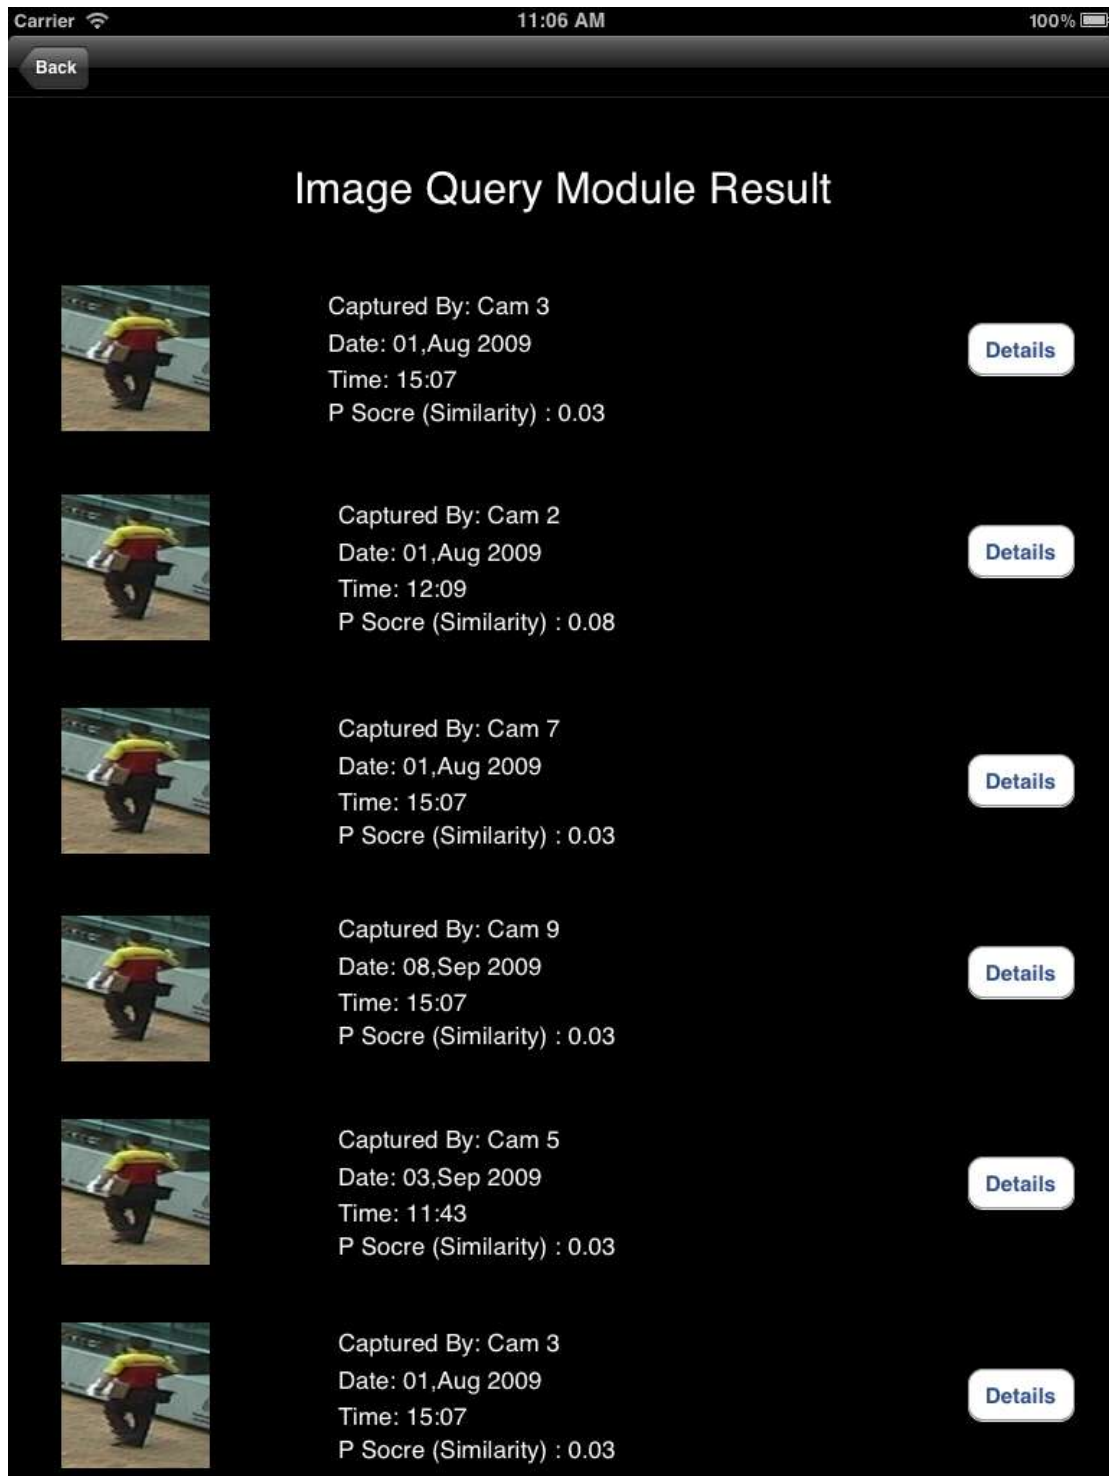 Carrier 11:06 AM 100%
Back
Image Query Module Result
Captured By: Cam 3
Date: 01,Aug 2009
Time: 15:07
P Socre (Similarity) : 0.03
Details
Captured By: Cam 2
Date: 01,Aug 2009
Time: 12:09
P Socre (Similarity) : 0.08
Details
Captured By: Cam 7
Date: 01,Aug 2009
Time: 15:07
P Socre (Similarity) : 0.03
Details
Captured By: Cam 9
Date: 08,Sep 2009
Time: 15:07
P Socre (Similarity) : 0.03
Details
Captured By: Cam 5
Date: 03,Sep 2009
Time: 11:43
P Socre (Similarity) : 0.03
Details
Captured By: Cam 3
Date: 01,Aug 2009
Time: 15:07
P Socre (Similarity) : 0.03
Details